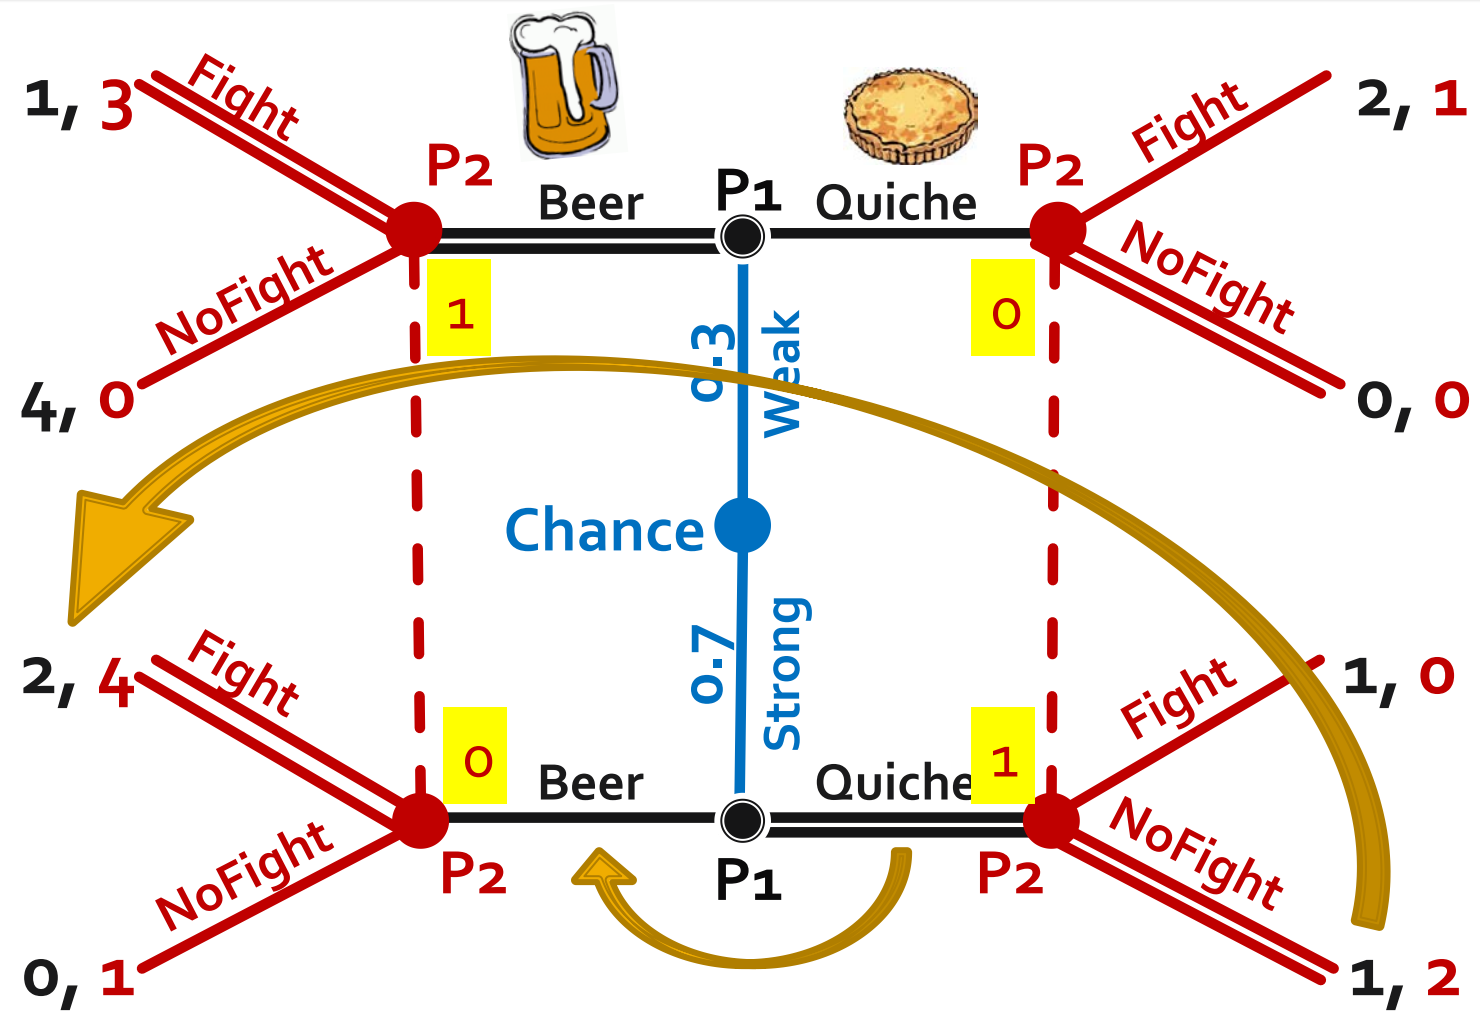 1, 3
Fight
P2
Beer
P1
Quiche
P2
Fight
2, 1
NoFight
4, 0
1
0.3
Weak
0
NoFight
0, 0
Chance
2, 4
Fight
0
Beer
0.7
Strong
Quiche
1
Fight
1, 0
NoFight
0, 1
P2
P1
P2
NoFight
1, 2